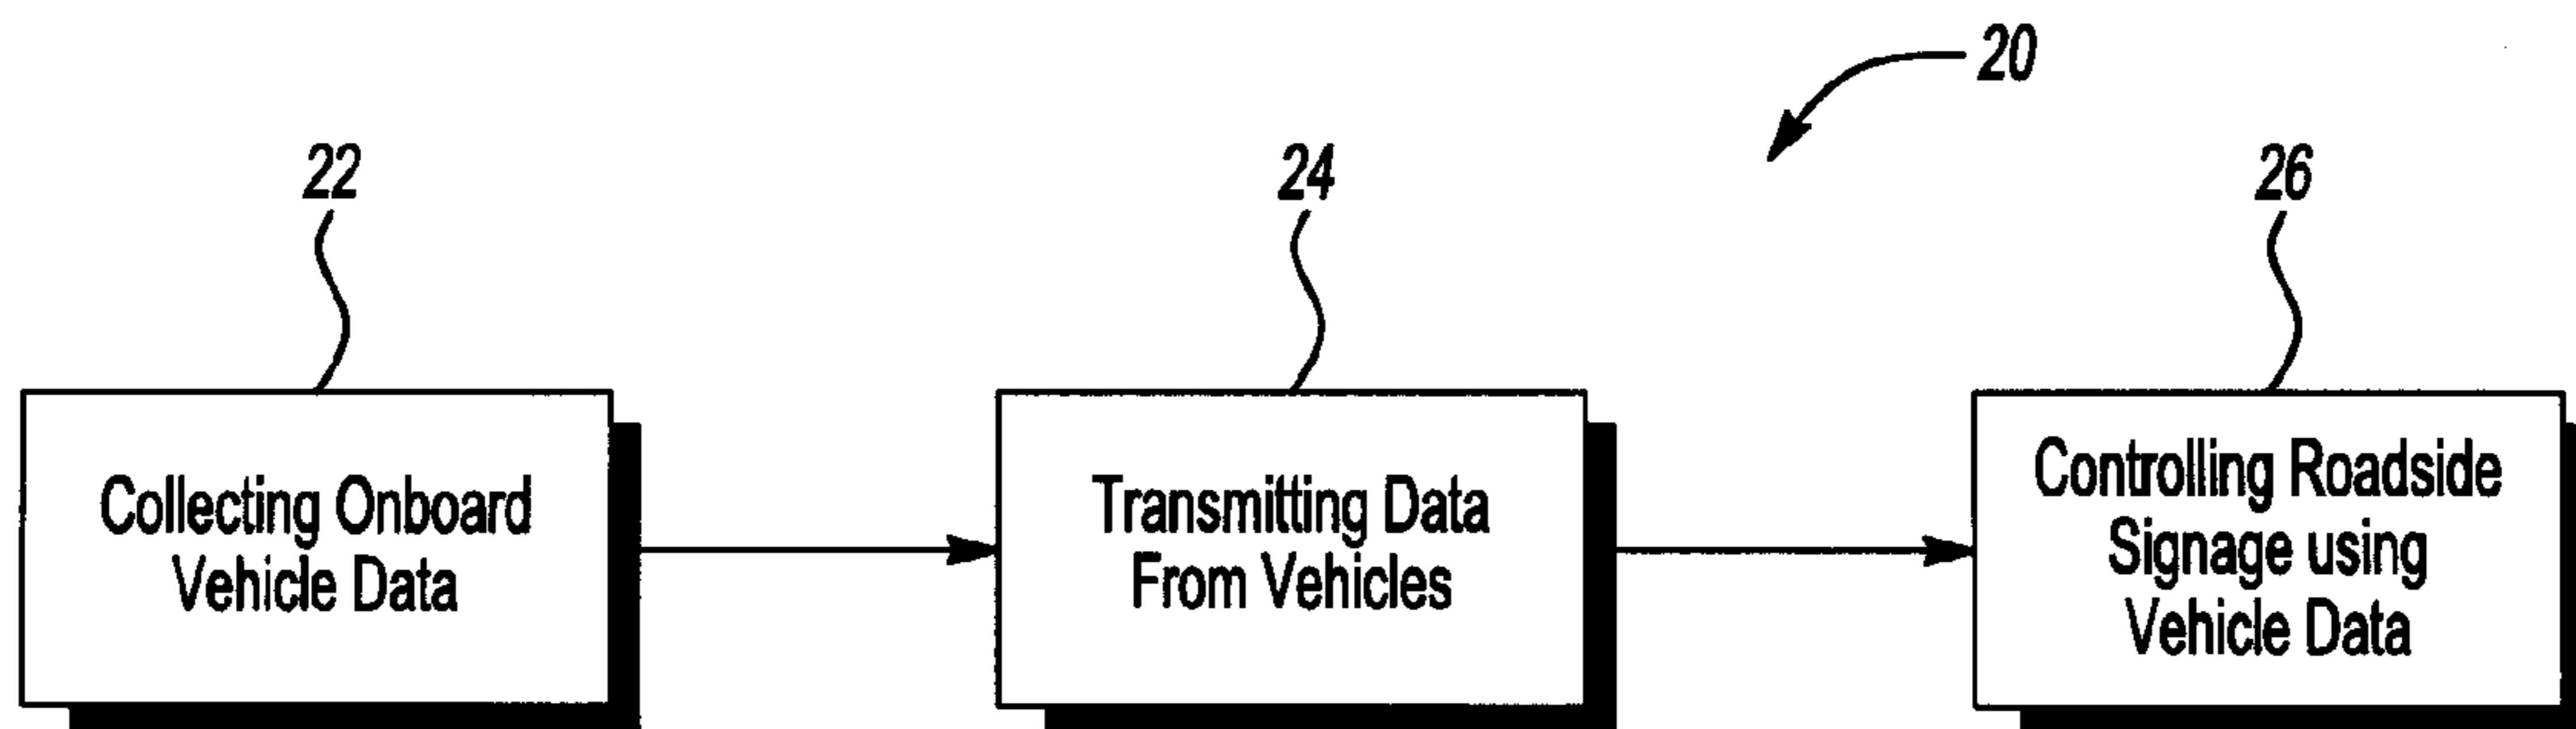 20
22
24
26
Collecting Onboard
Vehicle Data
Transmitting Data
From Vehicles
Controlling Roadside
Signage using
Vehicle Data